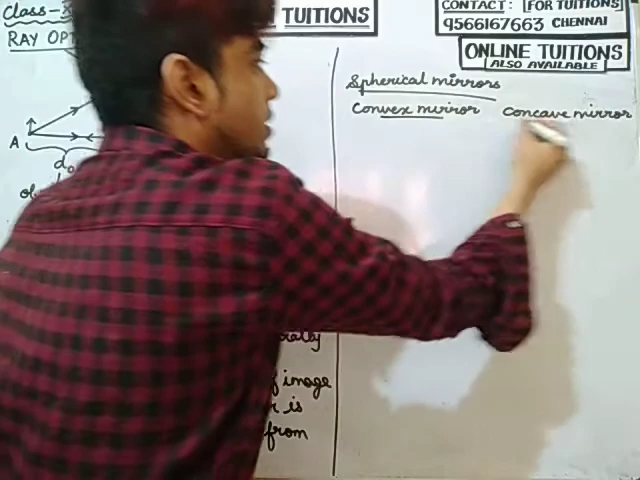 Class-
RAY OPT
TUITIONS
CONTACT: [FOR TUITIONS]
9566167663 CHENNAI
ONLINE TUITIONS
(ALSO AVAILABLE)
A
Spherical mirrors
Convex mirror
Concave mirror
image
is
from